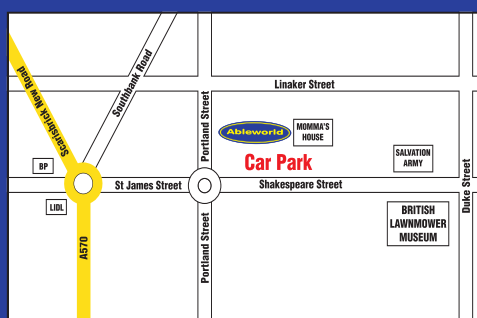 Scarisbrick New Road
Southbank Road
Linaker Street
Portland Street
Ableworld
MOMMA'S
HOUSE
Car Park
SALVATION
ARMY
BP
St James Street
Shakespeare Street
Duke Street
LIDL
A570
Portland Street
BRITISH
LAWNMOWER
MUSEUM